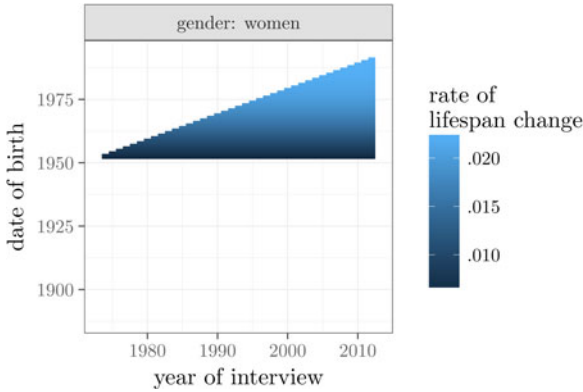 gender: women
date of birth
1975
1950
1925
1900
1980
1990
2000
2010
year of interview
rate of
lifespan change
.020
.015
.010